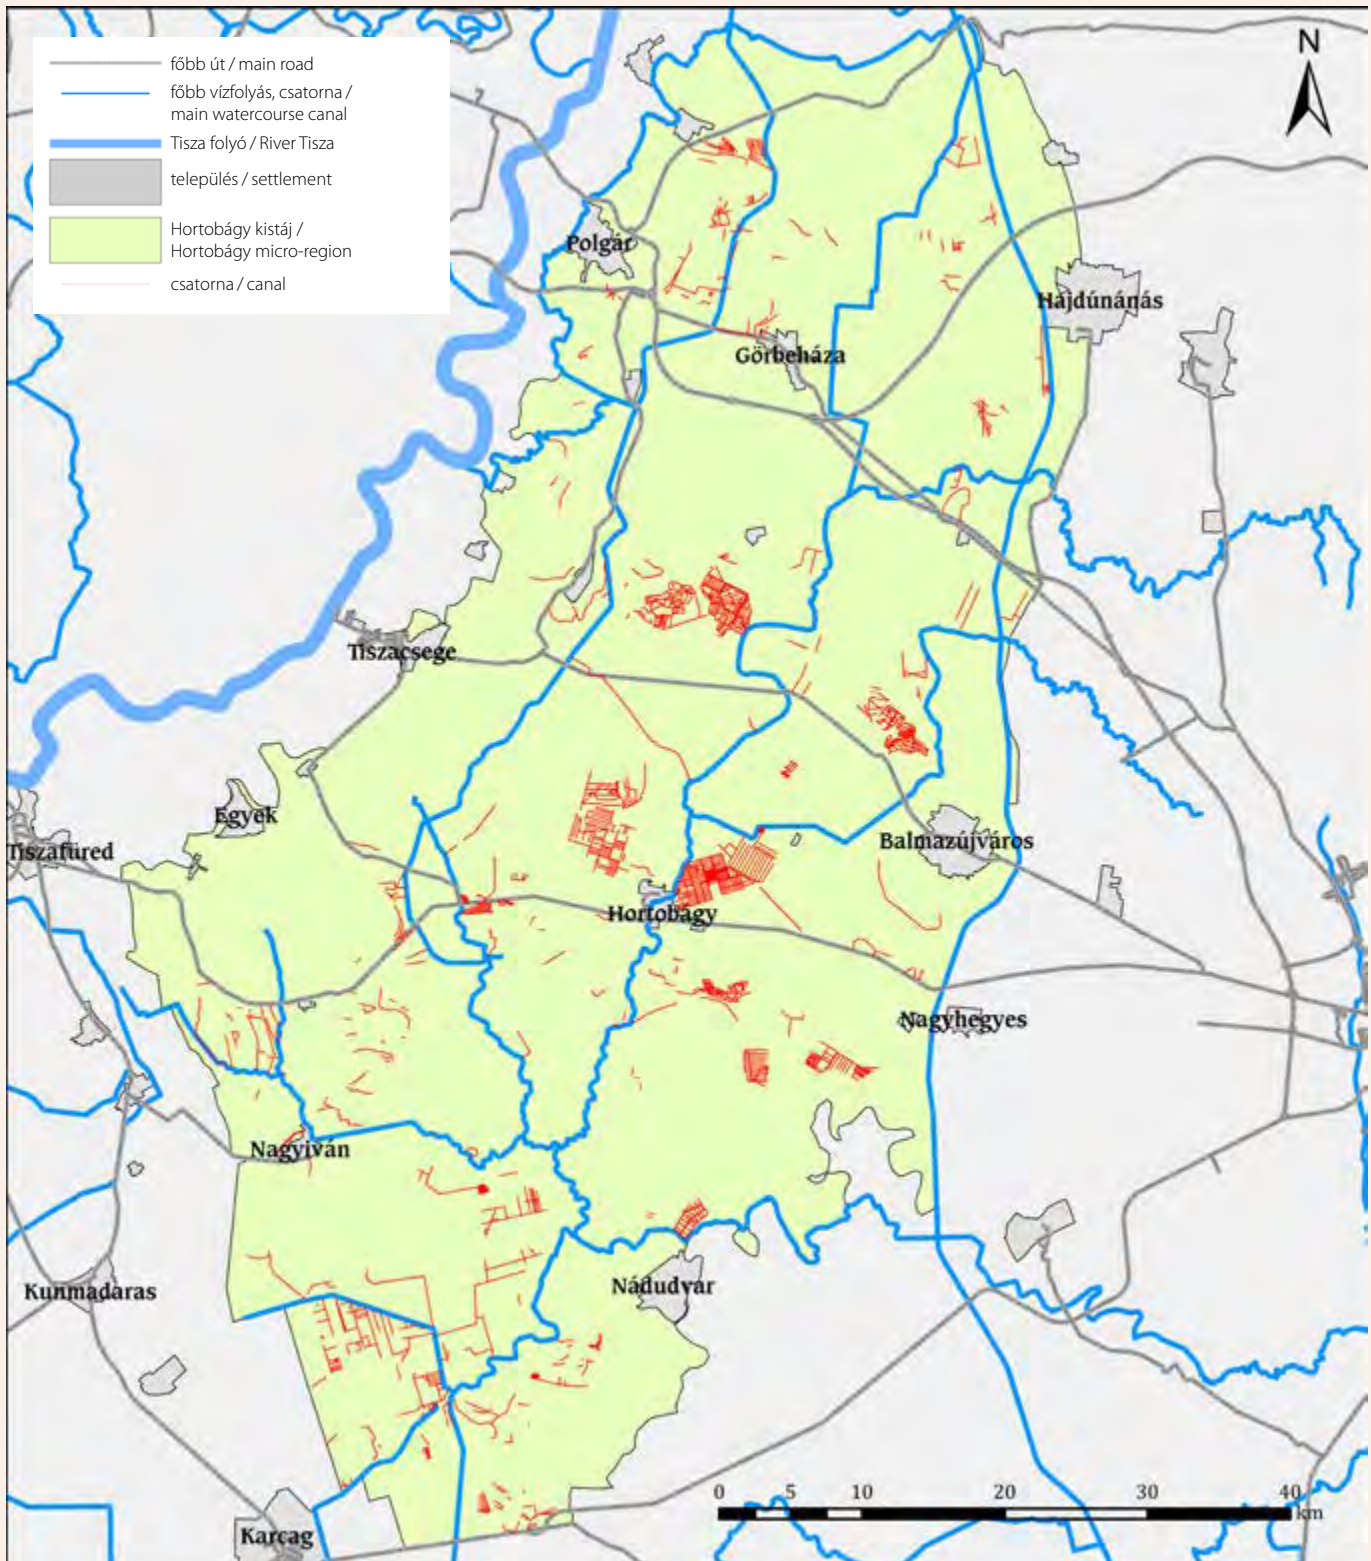 főbb út / main road
főbb vízfolyás, csatorna /
main watercourse canal
Tisza folyó / River Tisza
település / settlement
Hortobágy kistáj /
Hortobágy micro-region
csatorna / canal
N
Polgár
Hajdúnánás
Görbeháza
Tiszacsege
Egyek
Tiszafüred
Balmazújváros
Hortobágy
Nagyhegyes
Nagyiván
Kunmadaras
Nádudvar
Karcag
0 5 10 20 30 40
km